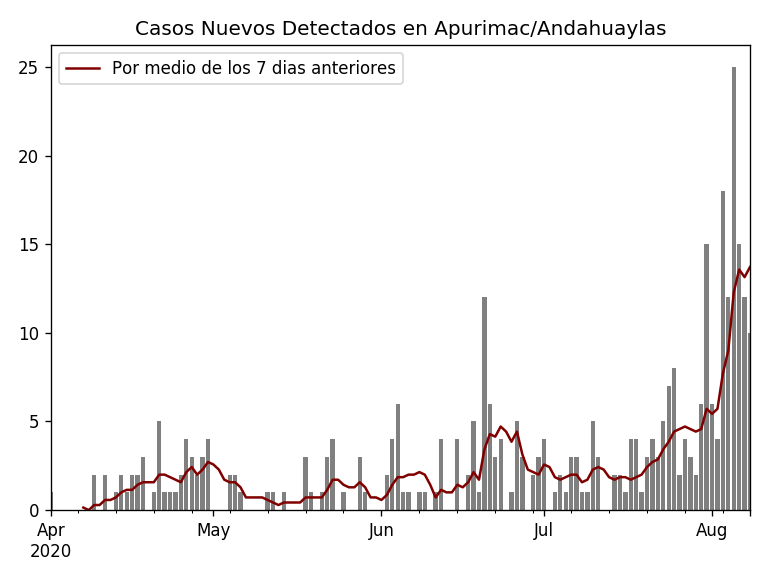 Casos Nuevos Detectados en Apurimac/Andahuaylas
Por medio de los 7 dias anteriores
25
20
15
10
5
0
Apr May Jun Jul Aug
2020